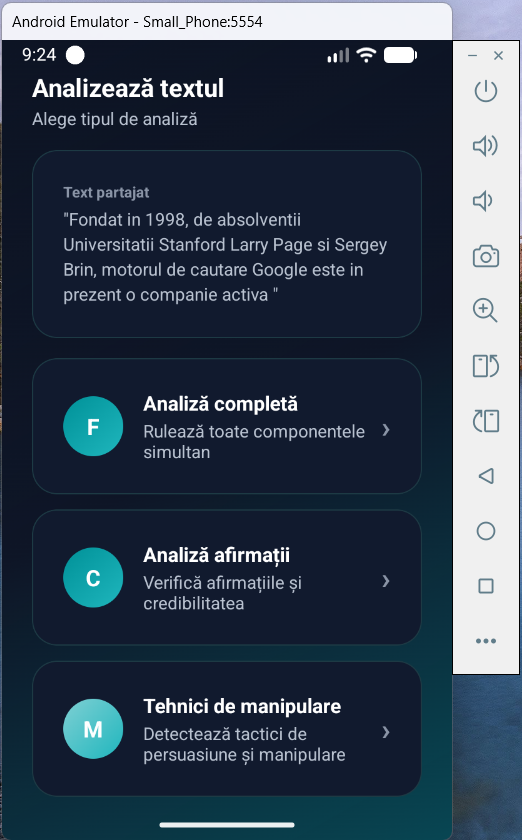 Android Emulator - Small_Phone:5554
9:24
Analizează textul
Alege tipul de analiză
Text partajat
"Fondat in 1998, de absolventii
Universitatii Stanford Larry Page si Sergey
Brin, motorul de cautare Google este in
prezent o companie activa "
F
Analiză completă
Rulează toate componentele
simultan
C
Analiză afirmații
Verifică afirmațiile și
credibilitatea
M
Tehnici de manipulare
Detectează tactici de
persuasiune și manipulare